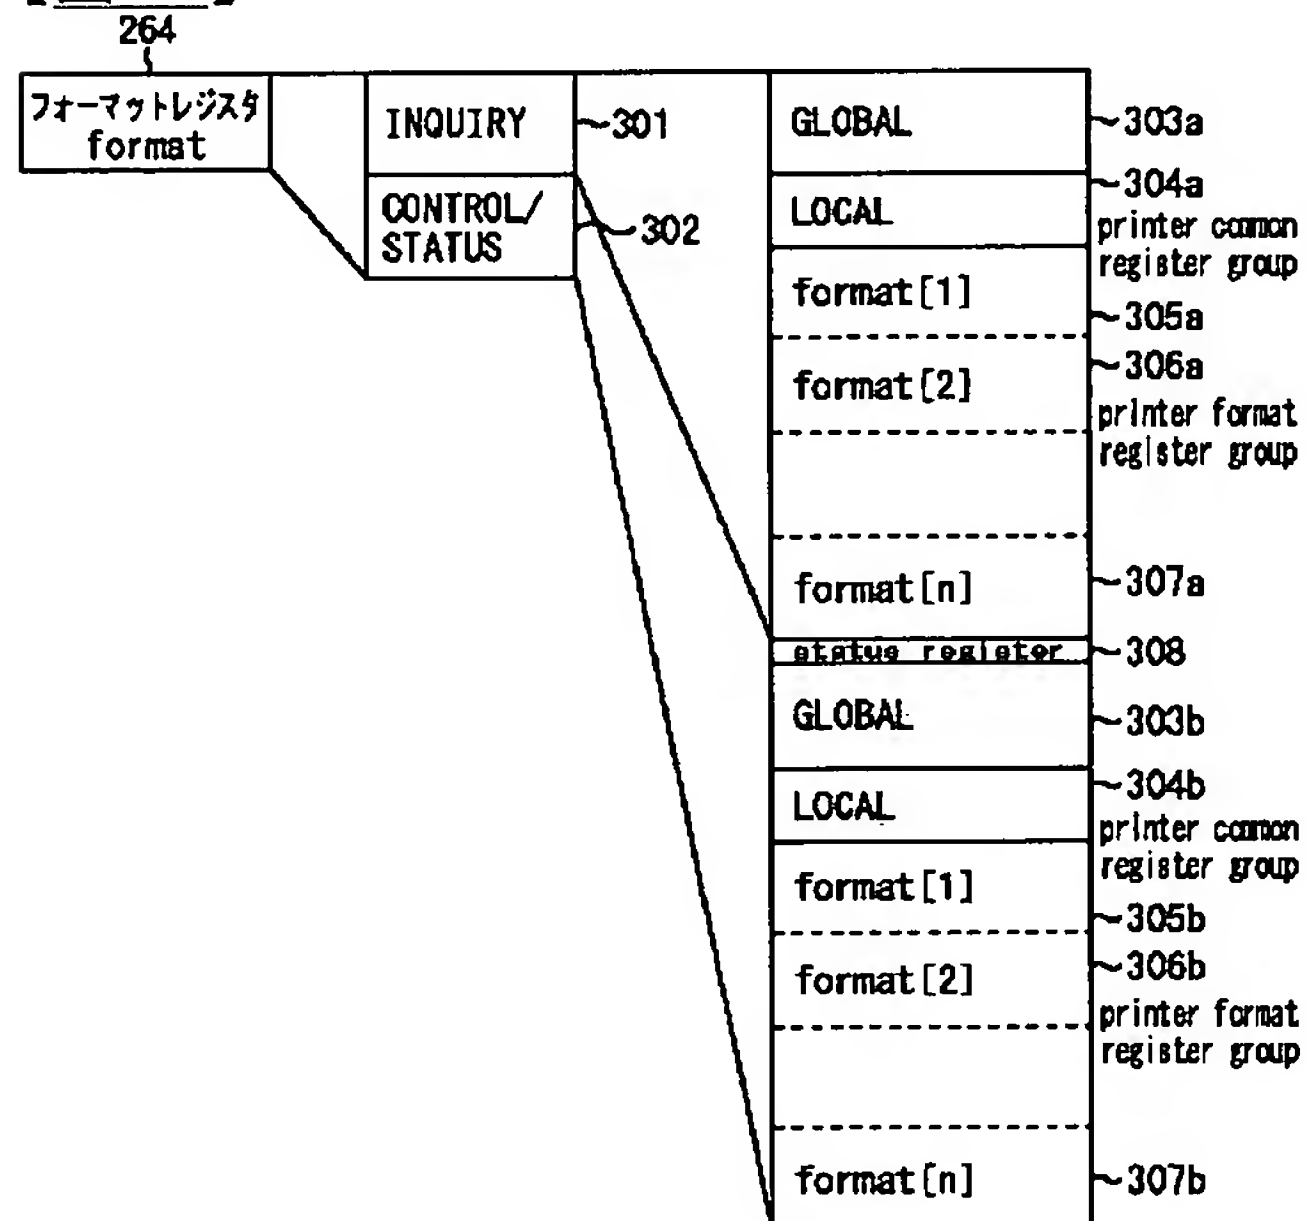 264
フォーマットレジスタ
format
INQUIRY
301
CONTROL/
STATUS
302
GLOBAL
303a
LOCAL
304a
printer common
register group
format[1]
305a
format[2]
306a
printer format
register group
format[n]
307a
status register
308
GLOBAL
303b
LOCAL
304b
printer common
register group
format[1]
305b
format[2]
306b
printer format
register group
format[n]
307b